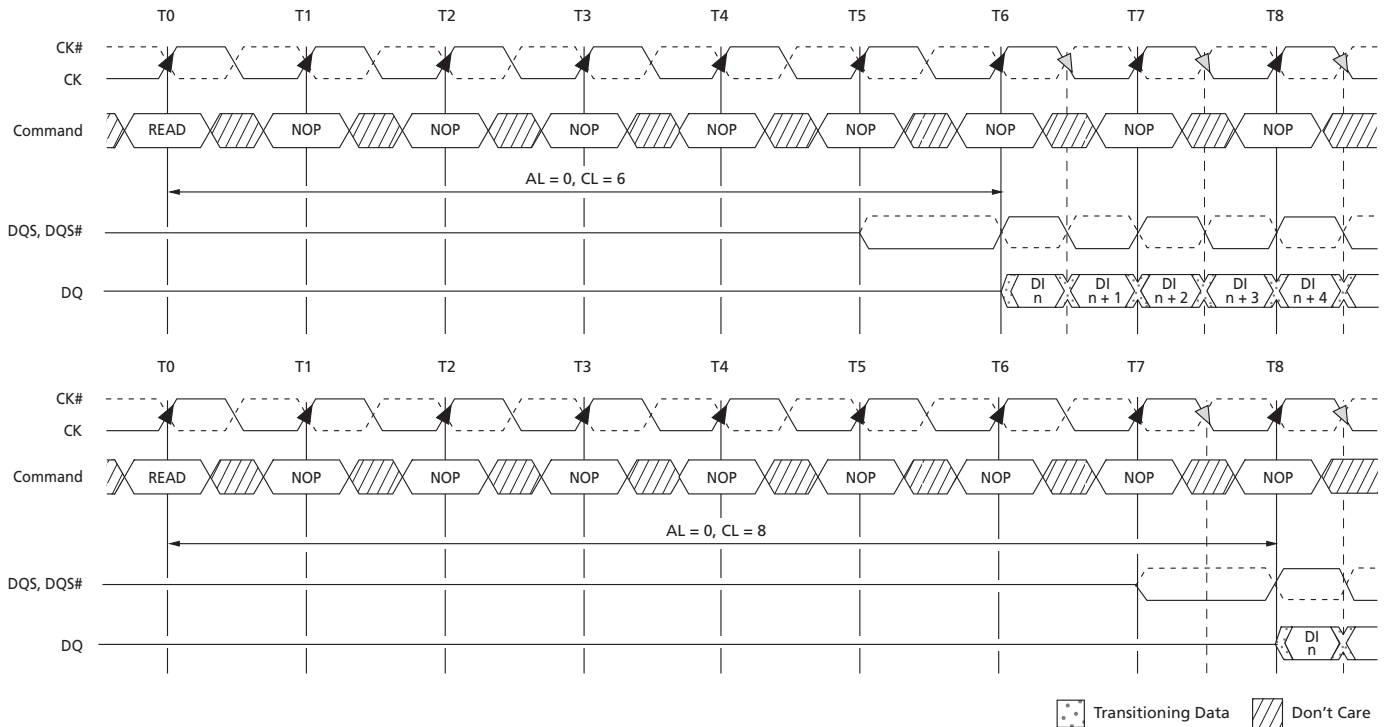 T0 T1 T2 T3 T4 T5 T6 T7 T8
CK#
CK
Command READ NOP NOP NOP NOP NOP NOP NOP NOP
AL = 0, CL = 6
DQS, DQS#
DQ DI n DI n + 1 DI n + 2 DI n + 3 DI n + 4
T0 T1 T2 T3 T4 T5 T6 T7 T8
CK#
CK
Command READ NOP NOP NOP NOP NOP NOP NOP NOP
AL = 0, CL = 8
DQS, DQS#
DQ DI n
Transitioning Data Don't Care